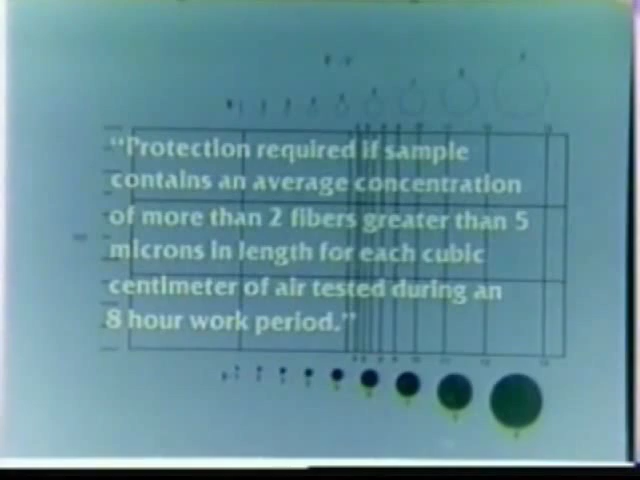 "Protection required if sample
contains an average concentration
of more than 2 fibers greater than 5
microns in length for each cubic
centimeter of air tested during an
8 hour work period."